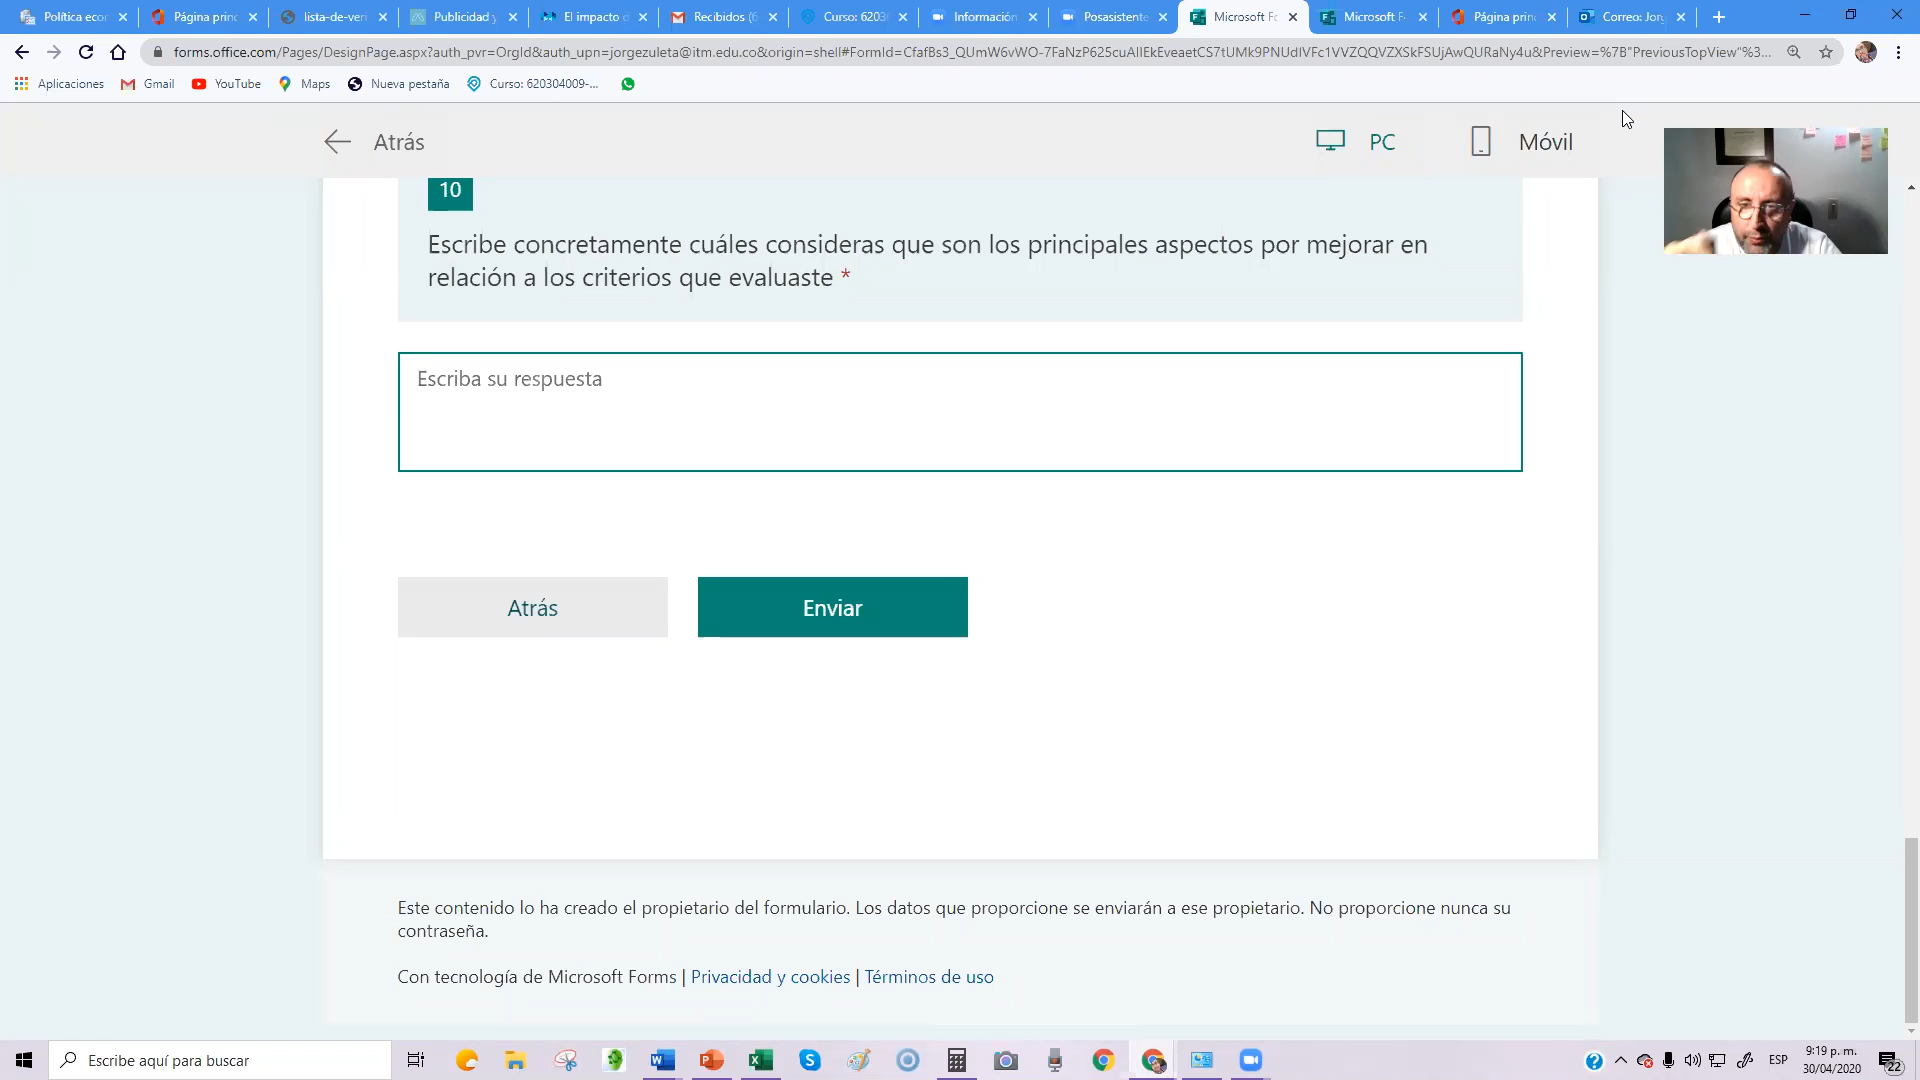 Política econ
Página princ
lista-de-veri
Publicidad y
El impacto d
Recibidos (6
Curso: 6203
Información
Posasistente
Microsoft Fo
Microsoft F
Página princ
Correo: Jorg
forms.office.com/Pages/DesignPage.aspx?auth_pvr=OrgId&auth_upn=jorgezuleta@itm.edu.co&origin=shell#FormId=CfafBs3_QUmW6vWO-7FaNzP625cuAIlEkEveaetCS7tUMk9PNUdIVFc1VVZQQVZXSkFSUjAwQURaNy4u&Preview=%7B"PreviousTopView"%3...
Aplicaciones
Gmail
YouTube
Maps
Nueva pestaña
Curso: 620304009-...
Atrás
PC
Móvil
10
Escribe concretamente cuáles consideras que son los principales aspectos por mejorar en
relación a los criterios que evaluaste *
Escriba su respuesta
Atrás
Enviar
Este contenido lo ha creado el propietario del formulario. Los datos que proporcione se enviarán a ese propietario. No proporcione nunca su
contraseña.
Con tecnología de Microsoft Forms | Privacidad y cookies | Términos de uso
Escribe aquí para buscar
ESP
9:19 p. m.
30/04/2020
22